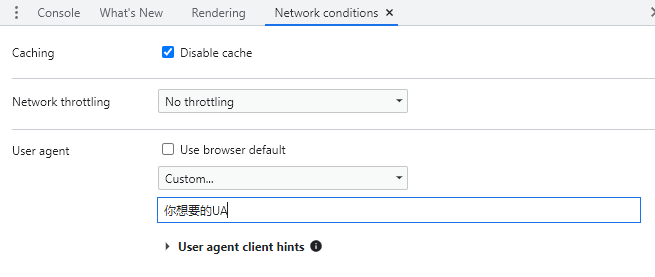 Console What's New Rendering Network conditions
Caching Disable cache
Network throttling No throttling
User agent Use browser default
Custom...
你想要的UA
User agent client hints